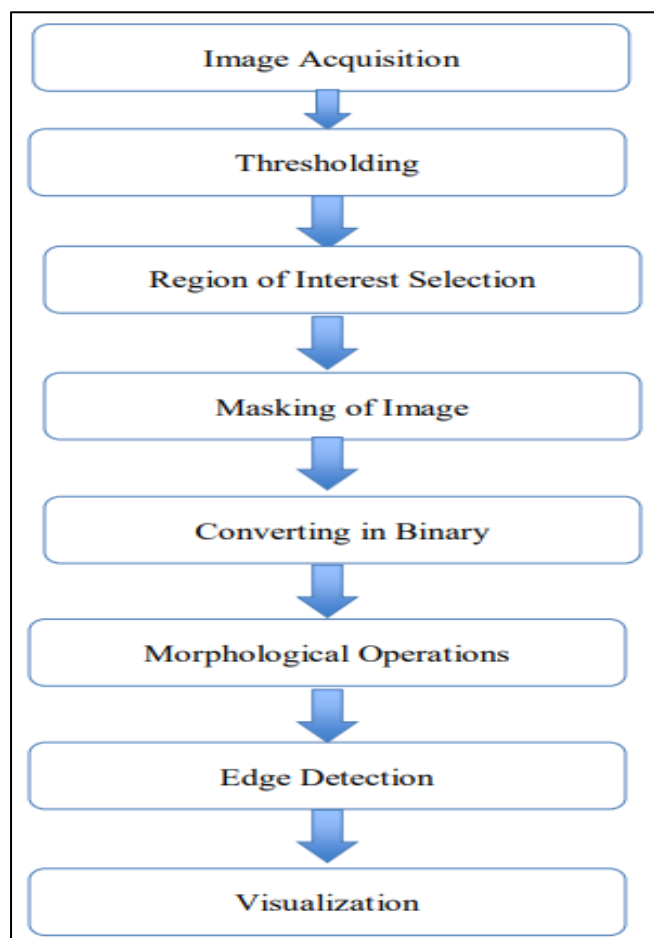 Image Acquisition
Thresholding
Region of Interest Selection
Masking of Image
Converting in Binary
Morphological Operations
Edge Detection
Visualization